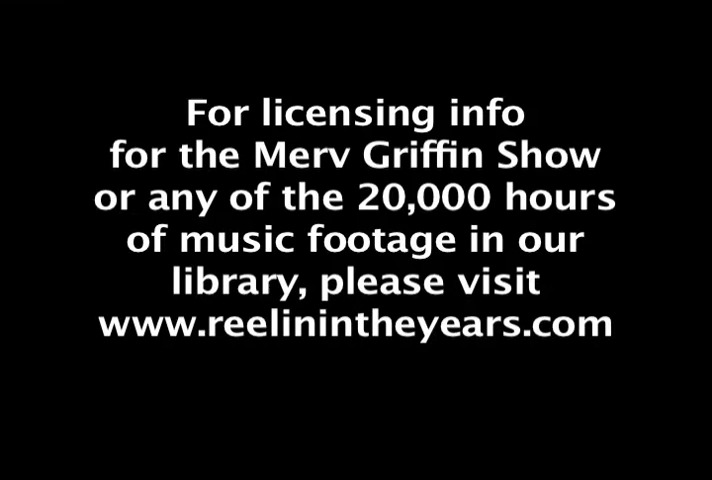 For licensing info
for the Merv Griffin Show
or any of the 20,000 hours
of music footage in our
library, please visit
www.reelinintheyears.com